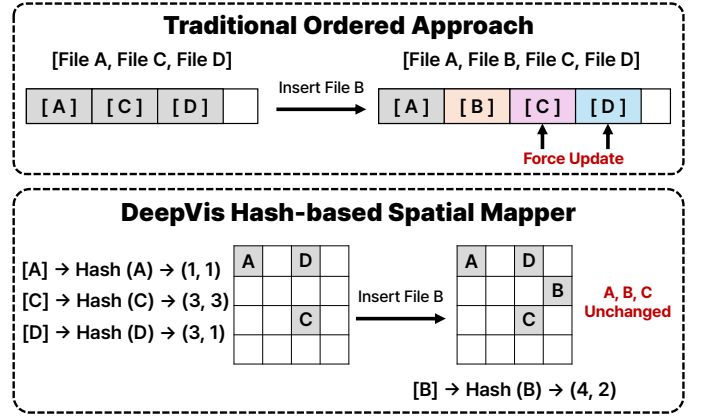 Traditional Ordered Approach
[File A, File C, File D]
[File A, File B, File C, File D]
[ A ] [ C ] [ D ]
Insert File B
[ A ] [ B ] [ C ] [ D ]
Force Update
DeepVis Hash-based Spatial Mapper
[A] → Hash (A) → (1, 1)
[C] → Hash (C) → (3, 3)
[D] → Hash (D) → (3, 1)
A D
C
Insert File B
A D
B
C
A, B, C
Unchanged
[B] → Hash (B) → (4, 2)